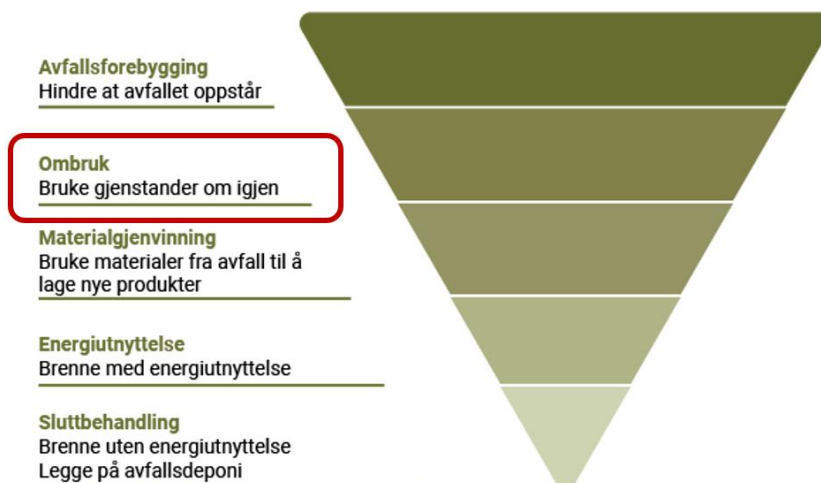 Avfallsforebygging
Hindre at avfallet oppstår
Ombruk
Bruke gjenstander om igjen
Materialgjenvinning
Bruke materialer fra avfall til å
lage nye produkter
Energiutnyttelse
Brenne med energiutnyttelse
Sluttbehandling
Brenne uten energiutnyttelse
Legge på avfallsdeponi